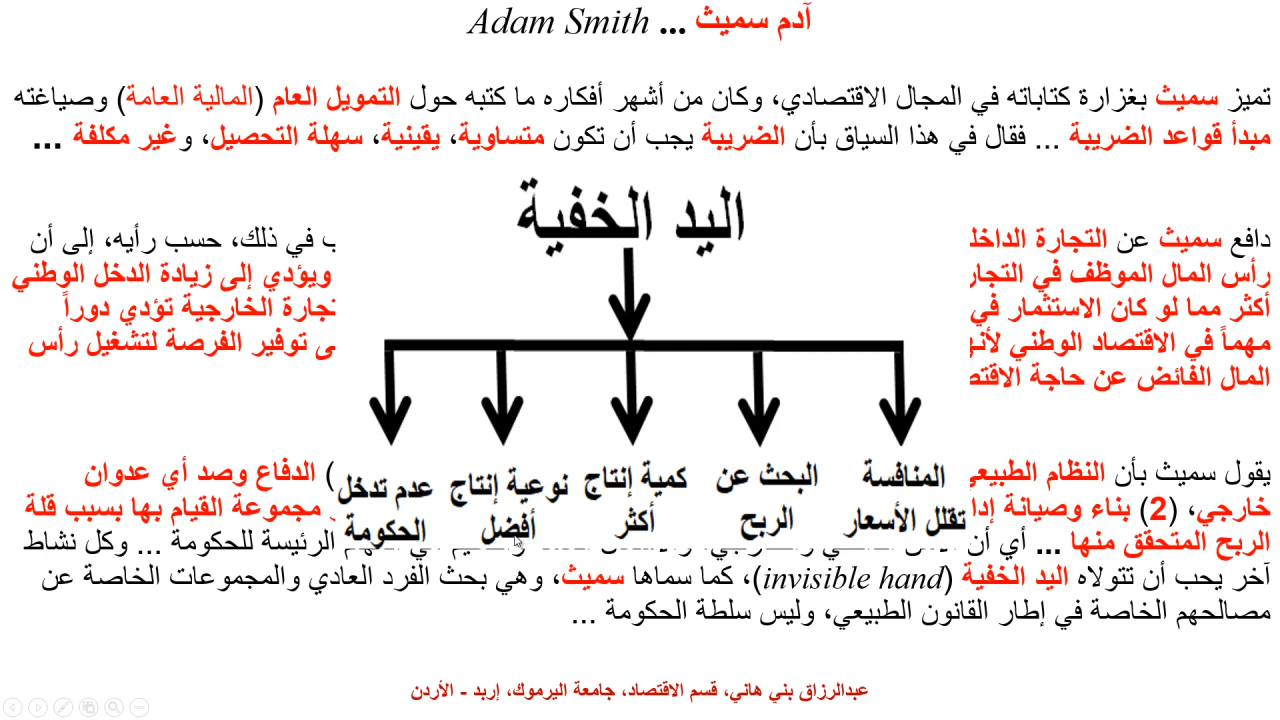 آدم سميث ... Adam Smith
تميز سميث بغزارة كتاباته في المجال الاقتصادي، وكان من أشهر أفكاره ما كتبه حول التمويل العام (المالية العامة) وصياغته
مبدأ قواعد الضريبة ... فقال في هذا السياق بأن الضريبة يجب أن تكون متساوية، يقينية، سهلة التحصيل، وغير مكلفة ...
اليد الخفية
دافع سميث عن التجارة في ذلك، حسب رأيه، إلى أن
رأس المال الموظف في ويؤدي إلى زيادة الدخل الوطني
أكثر مما لو كان الاستثمار في الخارجية تؤدي دوراً
مهماً في الاقتصاد الوطني توفير الفرصة لتشغيل رأس
المال الفائض عن حاجة
المنافسة تقلل الأسعار
البحث عن الربح
كمية إنتاج أكثر
نوعية إنتاج أفضل
عدم تدخل الحكومة
يقول سميث بأن النظام الدفاع وصد أي عدوان
خارجي، (2) بناء وصيانة مجموعة القيام بها بسبب قلة
الربح المتحقق منها ... أي أن الرئيسة للحكومة ... وكل نشاط
آخر يحب أن تتولاه اليد الخفية (invisible hand)، كما سماها سميث، وهي بحث الفرد العادي والمجموعات الخاصة عن
مصالحهم الخاصة في إطار القانون الطبيعي، وليس سلطة الحكومة ...
عبدالرزاق بني هاني، قسم الاقتصاد، جامعة اليرموك، إربد - الأردن